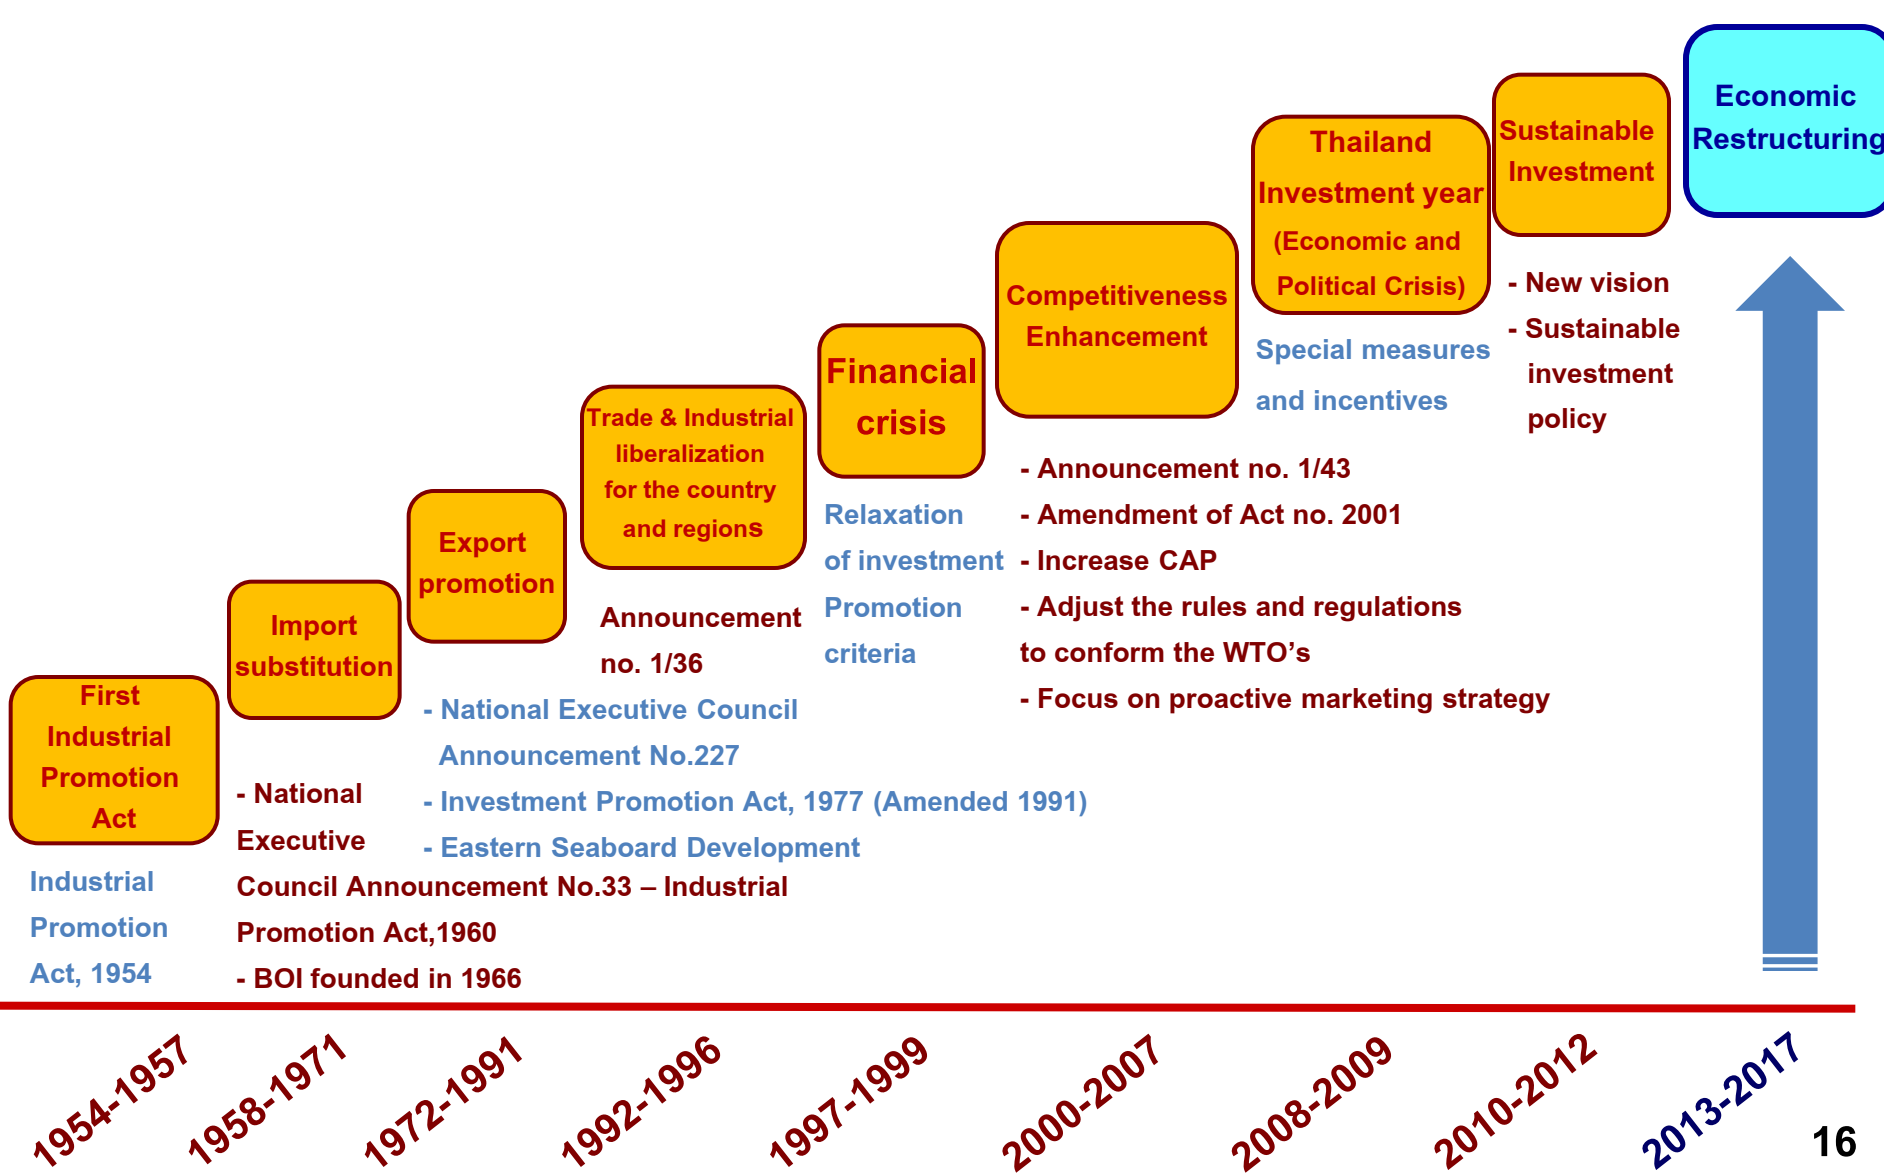 First
Industrial
Promotion
Act
Industrial
Promotion
Act, 1954
Import
substitution
- National
Executive
Council Announcement No.33 – Industrial
Promotion Act,1960
- BOI founded in 1966
Export
promotion
- National Executive Council
Announcement No.227
- Investment Promotion Act, 1977 (Amended 1991)
- Eastern Seaboard Development
Trade & Industrial
liberalization
for the country
and regions
Announcement
no. 1/36
Financial
crisis
Relaxation
of investment
Promotion
criteria
Competitiveness
Enhancement
- Announcement no. 1/43
- Amendment of Act no. 2001
- Increase CAP
- Adjust the rules and regulations
to conform the WTO’s
- Focus on proactive marketing strategy
Thailand
Investment year
(Economic and
Political Crisis)
Special measures
and incentives
Sustainable
Investment
- New vision
- Sustainable
investment
policy
Economic
Restructuring
1954-1957
1958-1971
1972-1991
1992-1996
1997-1999
2000-2007
2008-2009
2010-2012
2013-2017
16